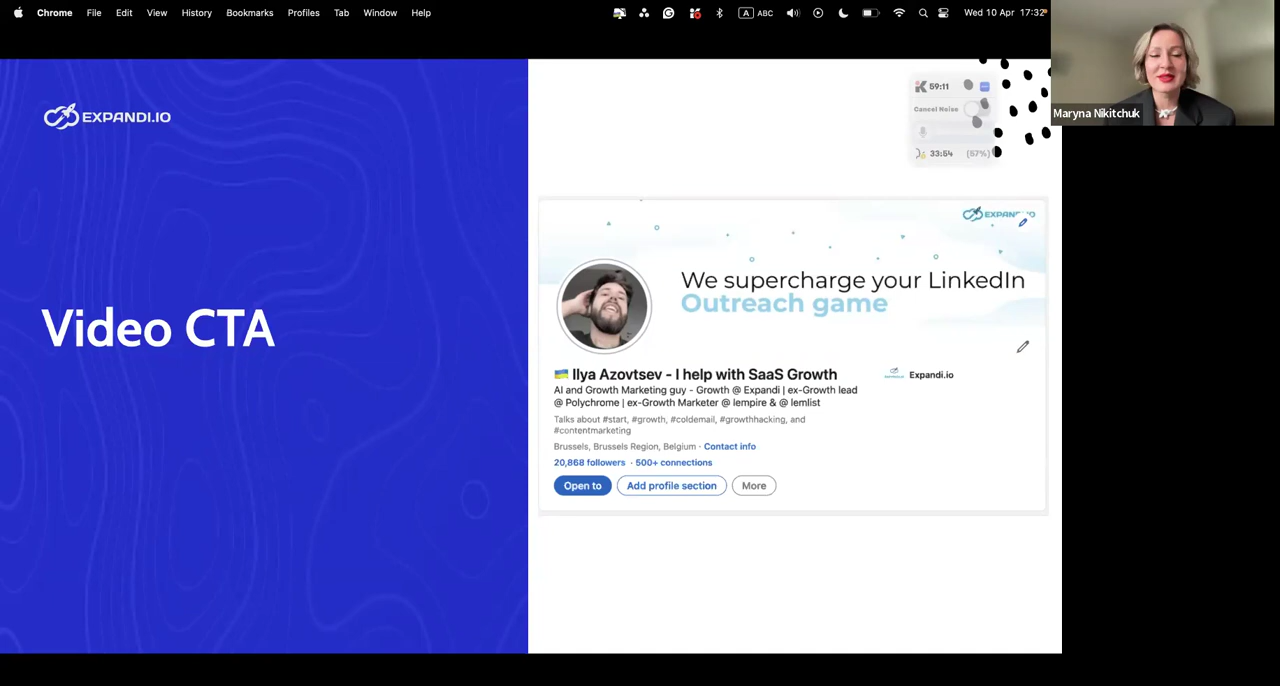 Chrome File Edit View History Bookmarks Profiles Tab Window Help
A ABC
Wed 10 Apr 17:32
Maryna Nikitchuk
EXPANDI.IO
Video CTA
59:11
Cancel Noise
33:54 (57%)
EXPANDI.IO
We supercharge your LinkedIn
Outreach game
Ilya Azovtsev - I help with SaaS Growth
Expandi.io
AI and Growth Marketing guy - Growth @ Expandi | ex-Growth lead
@ Polychrome | ex-Growth Marketer @ lempire & @ lemlist
Talks about #start, #growth, #coldemail, #growthhacking, and
#contentmarketing
Brussels, Brussels Region, Belgium - Contact info
20,868 followers · 500+ connections
Open to
Add profile section
More